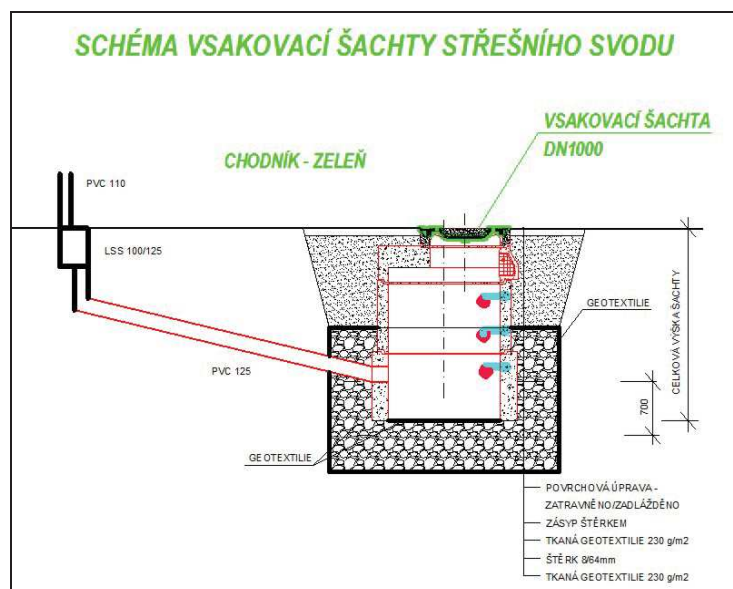 SCHÉMA VSAKOVACÍ ŠACHTY STŘEŠNÍHO SVODU
VSAKOVACÍ ŠACHTA
DN1000
CHODNÍK - ZELEŇ
PVC 110
LSS 100/125
GEOTEXTILIE
PVC 125
CELKOVÁ VÝŠKA ŠACHTY
700
GEOTEXTILIE
POVRCHOVÁ ÚPRAVA -
ZATRAVNĚNO/ZADLÁŽDĚNO
ZÁSYP ŠTĚRKEM
TKANÁ GEOTEXTILIE 230 g/m2
ŠTĚRK 8/64mm
TKANÁ GEOTEXTILIE 230 g/m2